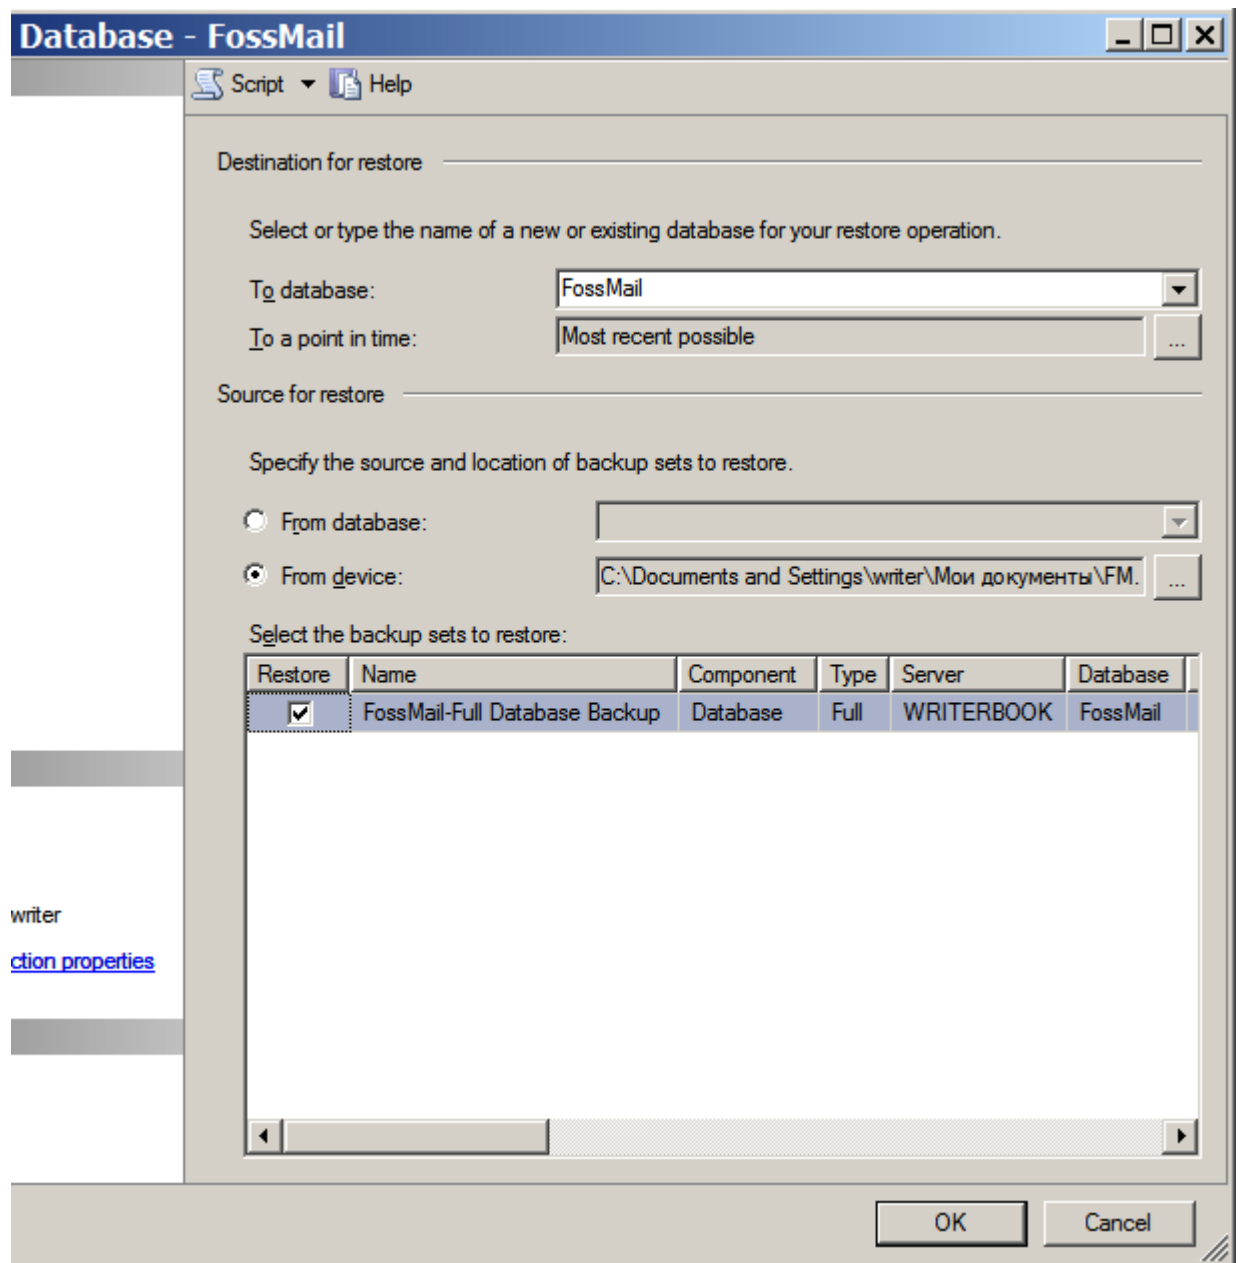 Database - FossMail
Script Help
Destination for restore
Select or type the name of a new or existing database for your restore operation.
To database: FossMail
To a point in time: Most recent possible ...
Source for restore
Specify the source and location of backup sets to restore.
From database:
From device: C:\Documents and Settings\writer\Мои документы\FM. ...
Select the backup sets to restore:
Restore Name Component Type Server Database
FossMail-Full Database Backup Database Full WRITERBOOK FossMail
writer
ction properties
OK Cancel